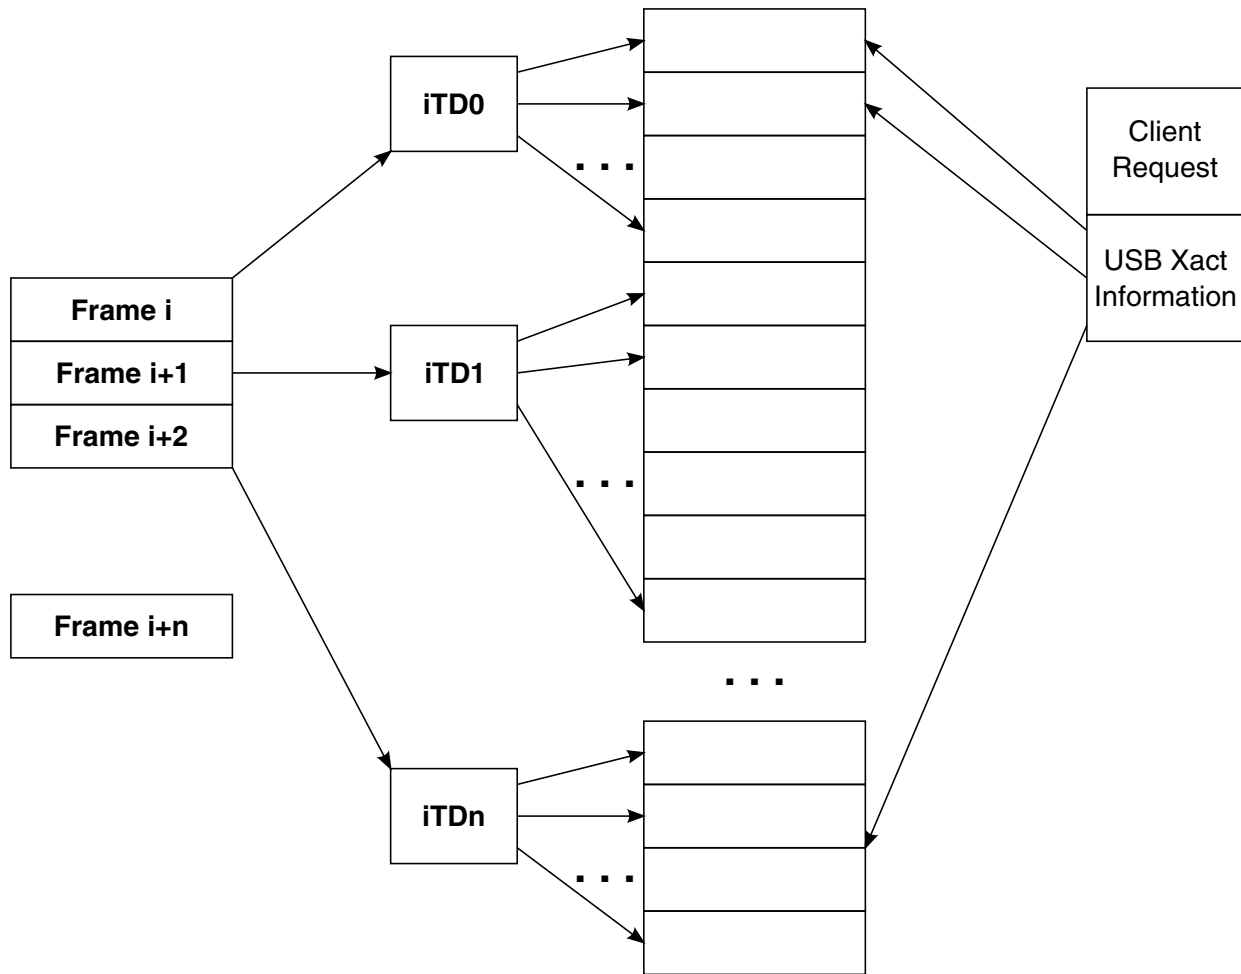 iTD0
Client
Request
USB Xact
Information
Frame i
Frame i+1
Frame i+2
iTD1
Frame i+n
iTDn
. . .
. . .
. . .
. . .